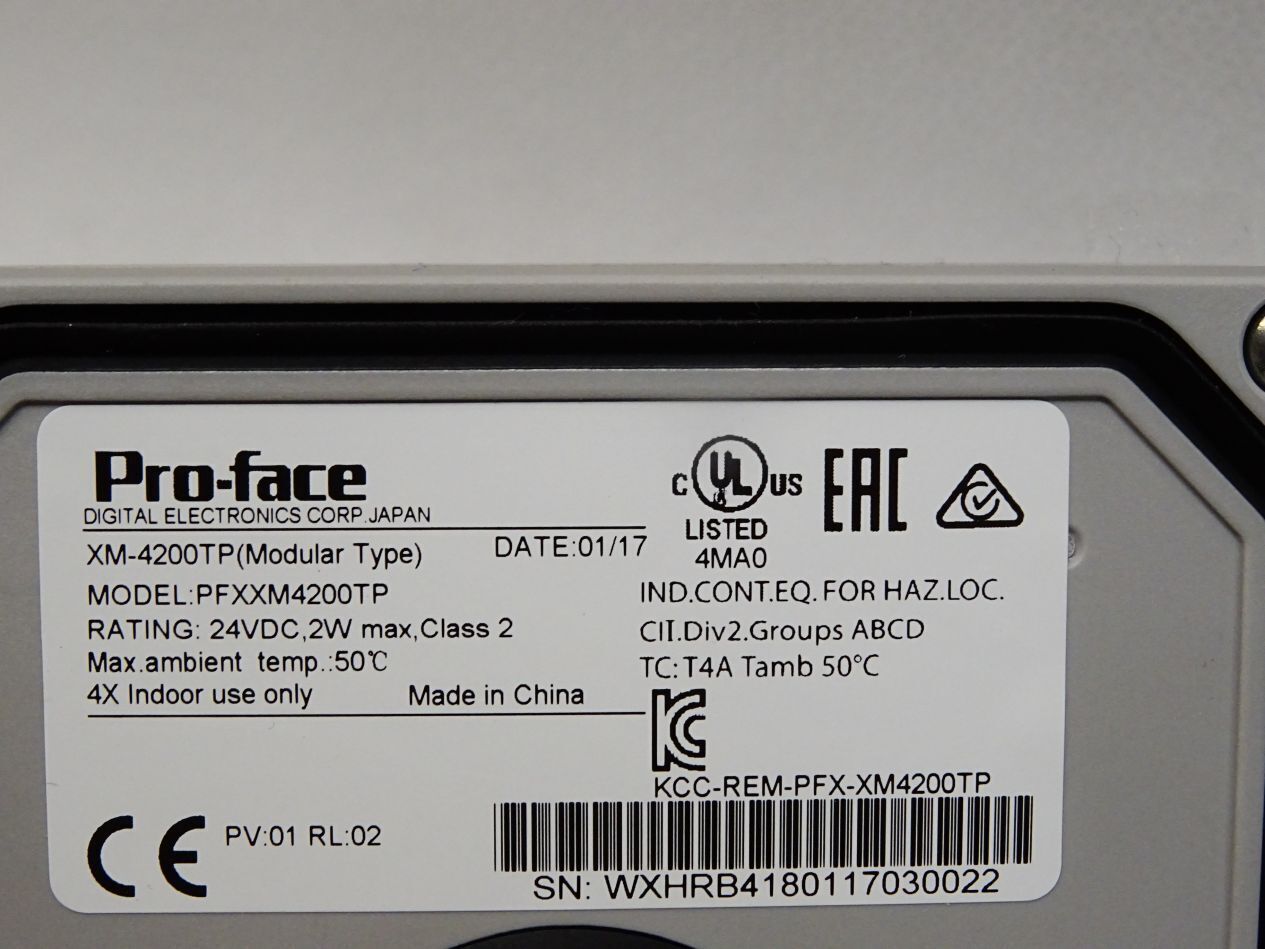 Pro-face
DIGITAL ELECTRONICS CORP.JAPAN
XM-4200TP(Modular Type)
DATE:01/17
MODEL:PFXXM4200TP
RATING: 24VDC,2W max,Class 2
Max.ambient temp.:50℃
4X Indoor use only
Made in China
C UL US
LISTED
4MA0
EAC
IND.CONT.EQ. FOR HAZ.LOC.
CII.Div2.Groups ABCD
TC: T4A Tamb 50°C
KC
KCC-REM-PFX-XM4200TP
CE
PV:01 RL:02
SN: WXHRB4180117030022